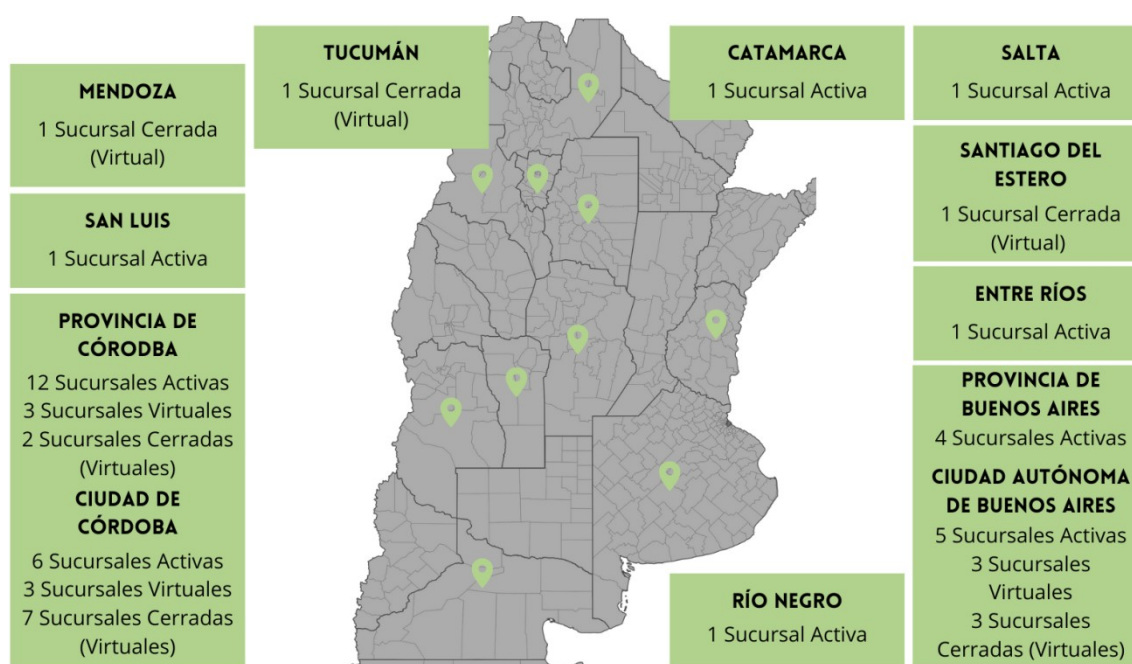 MENDOZA
1 Sucursal Cerrada
(Virtual)
SAN LUIS
1 Sucursal Activa
PROVINCIA DE
CÓRODBA
12 Sucursales Activas
3 Sucursales Virtuales
2 Sucursales Cerradas
(Virtuales)
CIUDAD DE
CÓRDOBA
6 Sucursales Activas
3 Sucursales Virtuales
7 Sucursales Cerradas
(Virtuales)
TUCUMÁN
1 Sucursal Cerrada
(Virtual)
CATAMARCA
1 Sucursal Activa
SALTA
1 Sucursal Activa
SANTIAGO DEL
ESTERO
1 Sucursal Cerrada
(Virtual)
ENTRE RÍOS
1 Sucursal Activa
PROVINCIA DE
BUENOS AIRES
4 Sucursales Activas
CIUDAD AUTÓNOMA
DE BUENOS AIRES
5 Sucursales Activas
3 Sucursales
Virtuales
3 Sucursales
Cerradas (Virtuales)
RÍO NEGRO
1 Sucursal Activa